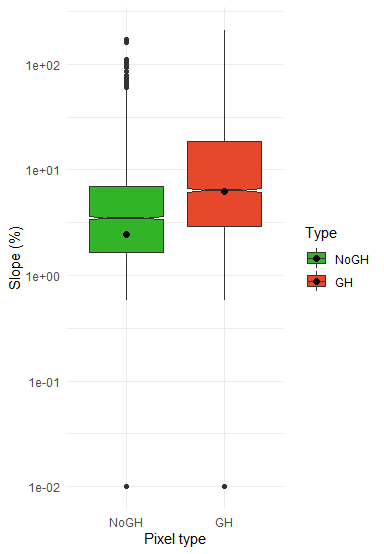 1e+02
1e+01
1e+00
1e-01
1e-02
Slope (%)
NoGH
GH
Pixel type
Type
NoGH
GH